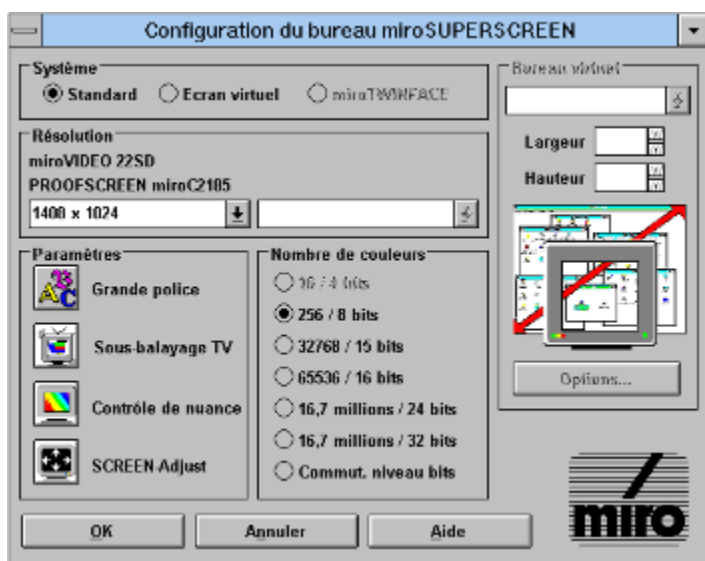 Configuration du bureau miroSUPERSCREEN
Système
Standard
Ecran virtuel
miroTWINFACE
Bureau virtuel
Largeur
Hauteur
Résolution
miroVIDEO 22SD
PROOFSCREEN miroC2185
1408 x 1024
Paramètres
Grande police
Sous-balayage TV
Contrôle de nuance
SCREEN-Adjust
Nombre de couleurs
16 / 4 bits
256 / 8 bits
32768 / 15 bits
65536 / 16 bits
16,7 millions / 24 bits
16,7 millions / 32 bits
Commut. niveau bits
Options...
OK
Annuler
Aide
miro